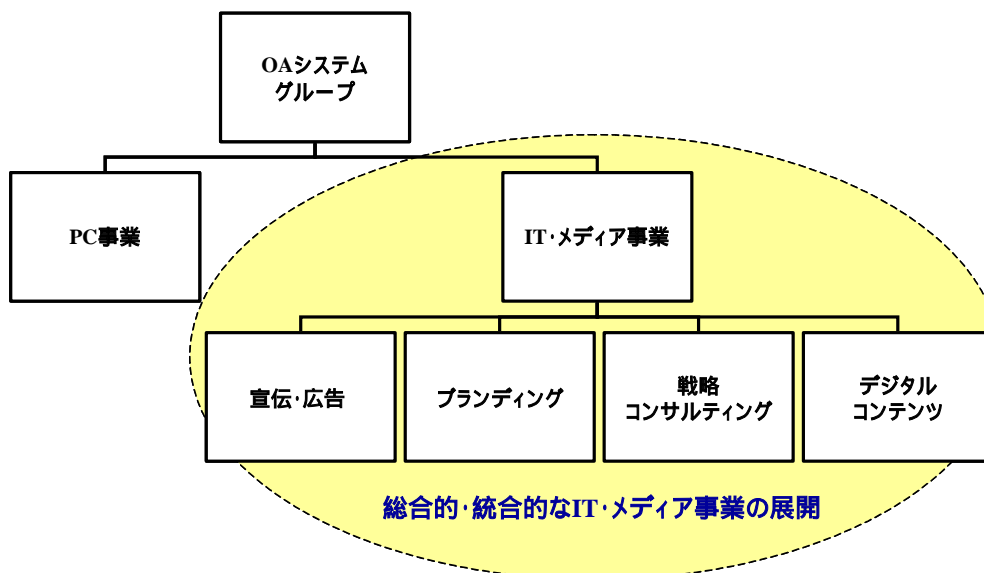 OAシステム
グループ
PC事業
IT・メディア事業
宣伝・広告
ブランディング
戦略
コンサルティング
デジタル
コンテンツ
総合的・統合的なIT・メディア事業の展開